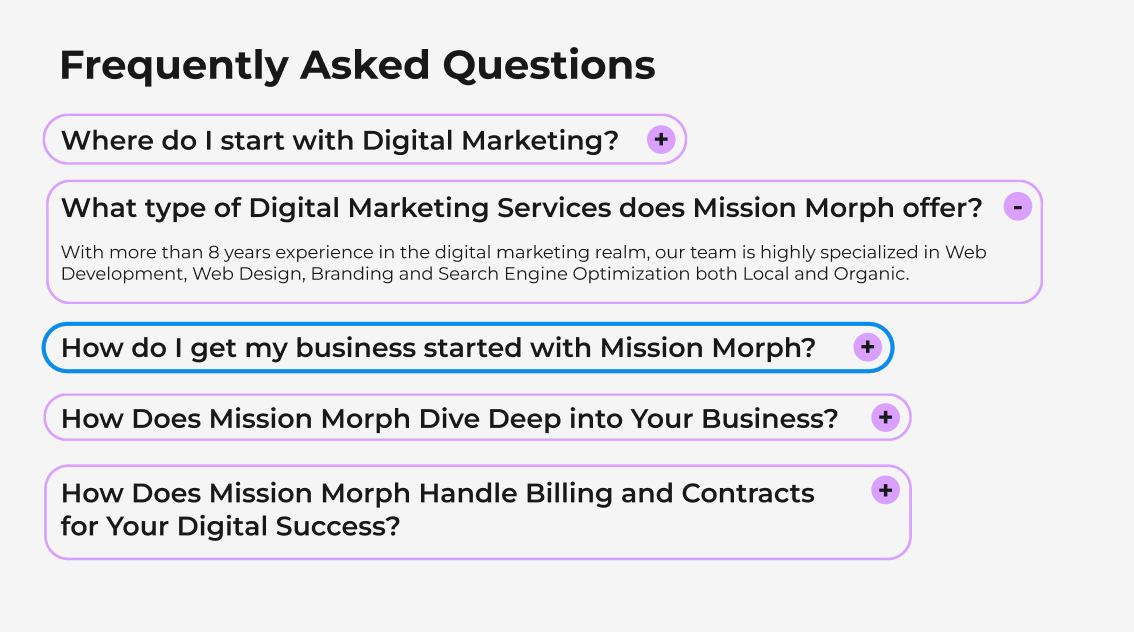 Frequently Asked Questions
Where do I start with Digital Marketing? +
What type of Digital Marketing Services does Mission Morph offer? -
With more than 8 years experience in the digital marketing realm, our team is highly specialized in Web
Development, Web Design, Branding and Search Engine Optimization both Local and Organic.
How do I get my business started with Mission Morph? +
How Does Mission Morph Dive Deep into Your Business? +
How Does Mission Morph Handle Billing and Contracts +
for Your Digital Success?